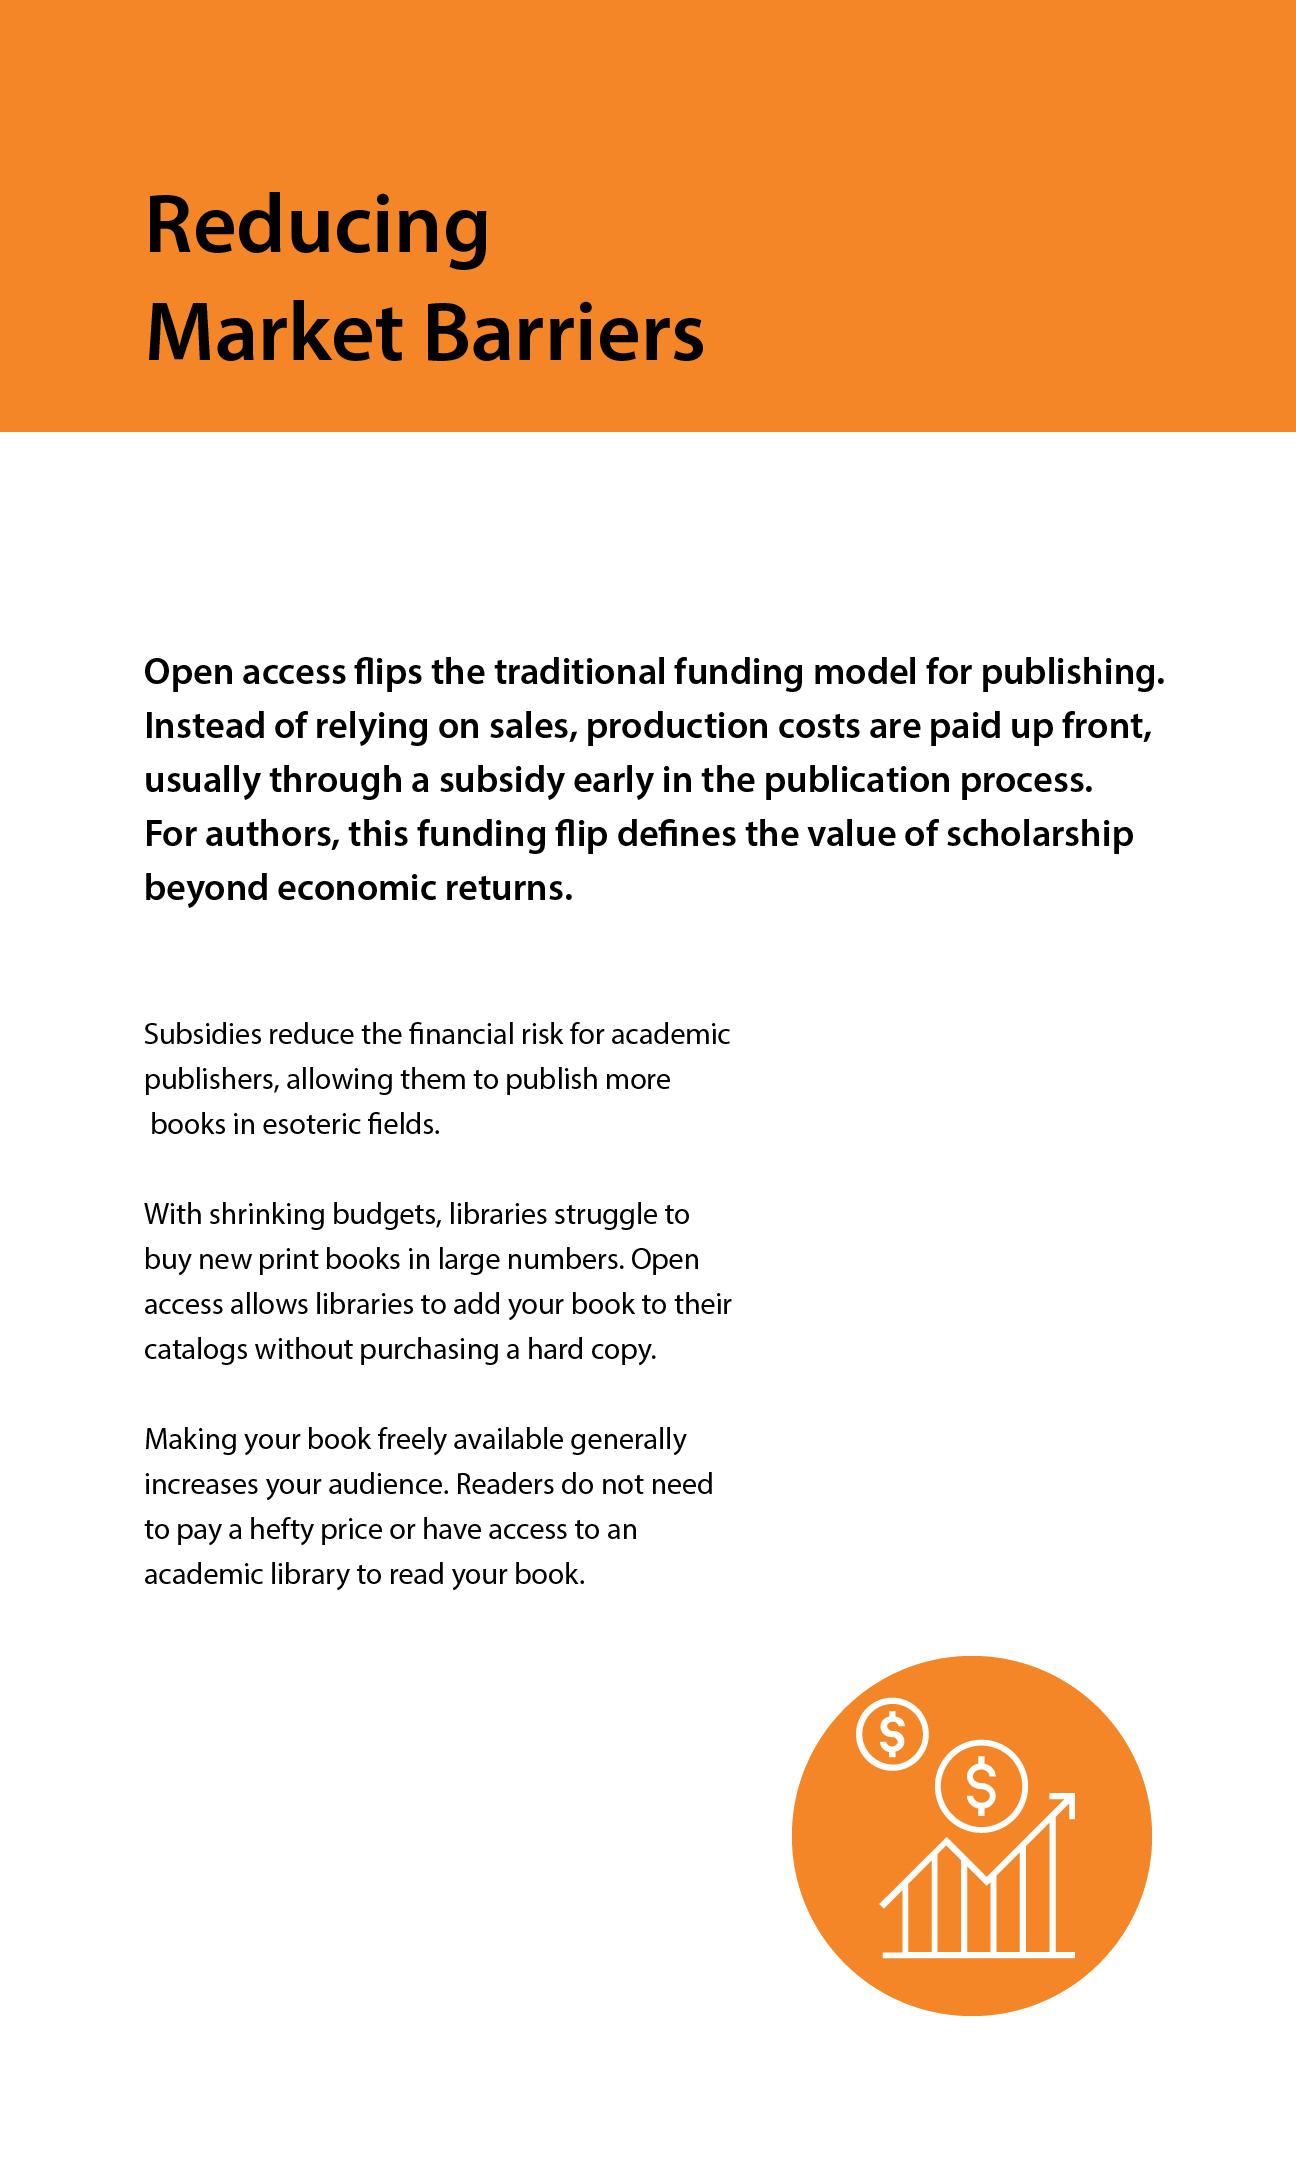 Reducing
Market Barriers
Open access flips the traditional funding model for publishing.
Instead of relying on sales, production costs are paid up front,
usually through a subsidy early in the publication process.
For authors, this funding flip defines the value of scholarship
beyond economic returns.
Subsidies reduce the financial risk for academic
publishers, allowing them to publish more
books in esoteric fields.
With shrinking budgets, libraries struggle to
buy new print books in large numbers. Open
access allows libraries to add your book to their
catalogs without purchasing a hard copy.
Making your book freely available generally
increases your audience. Readers do not need
to pay a hefty price or have access to an
academic library to read your book.
$
$